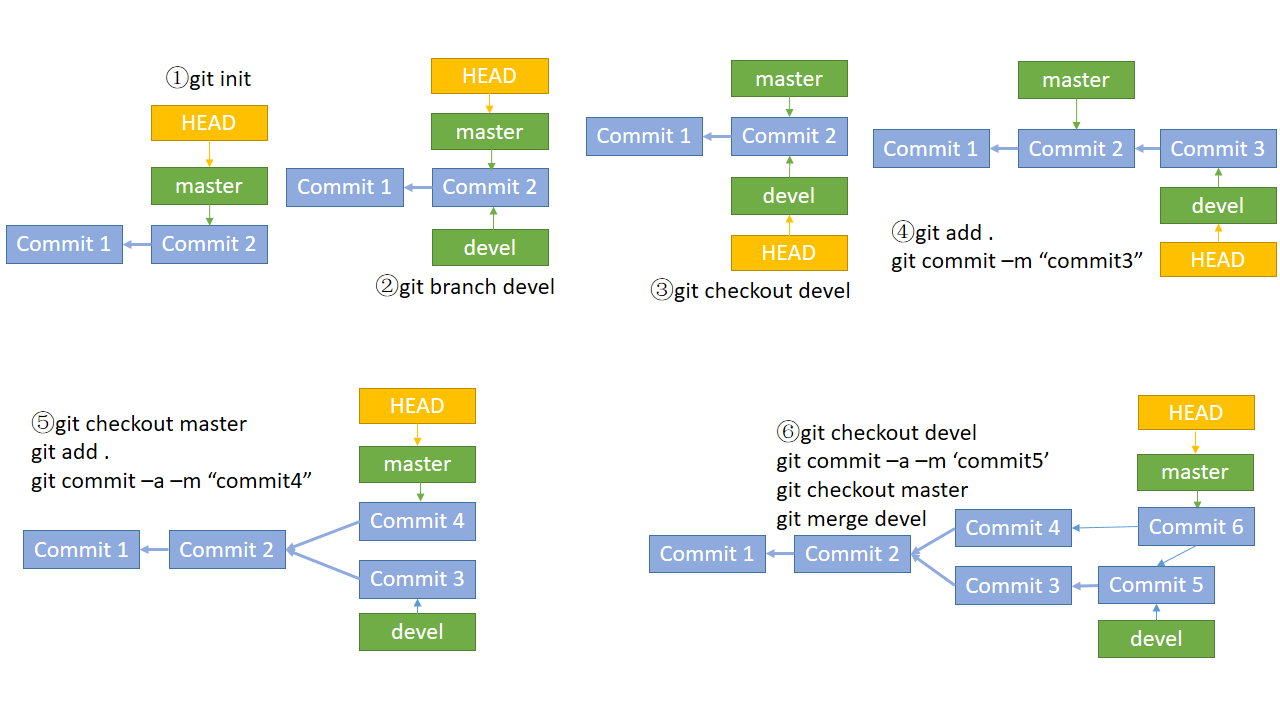 ①git init
HEAD
master
Commit 1
Commit 2
HEAD
master
Commit 1
Commit 2
devel
②git branch devel
master
Commit 1
Commit 2
devel
HEAD
③git checkout devel
master
Commit 1
Commit 2
Commit 3
devel
HEAD
④git add .
git commit –m “commit3”
⑤git checkout master
git add .
git commit –a –m “commit4”
HEAD
master
Commit 4
Commit 1
Commit 2
Commit 3
devel
⑥git checkout devel
git commit –a –m ‘commit5’
git checkout master
git merge devel
HEAD
master
Commit 4
Commit 6
Commit 1
Commit 2
Commit 3
Commit 5
devel